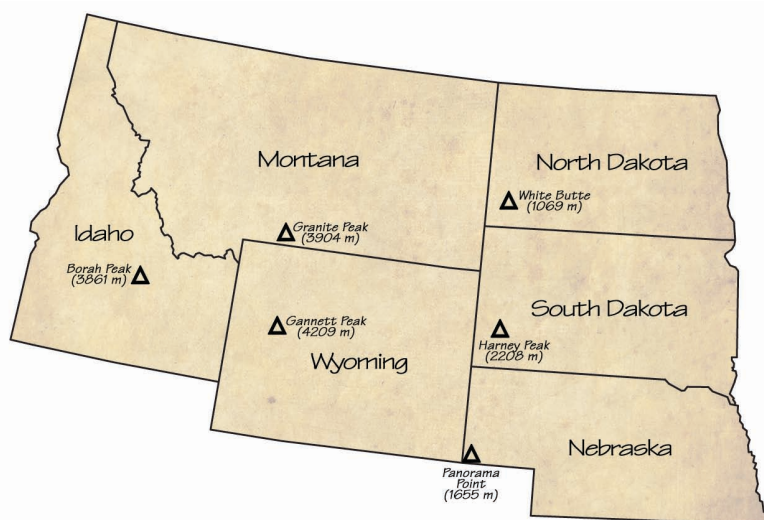 Montana
North Dakota
White Butte
(1069 m)
Granite Peak
(3904 m)
Idaho
Borah Peak
(3861 m)
South Dakota
Harney Peak
(2208 m)
Gannett Peak
(4209 m)
Wyoming
Nebraska
Panorama
Point
(1655 m)